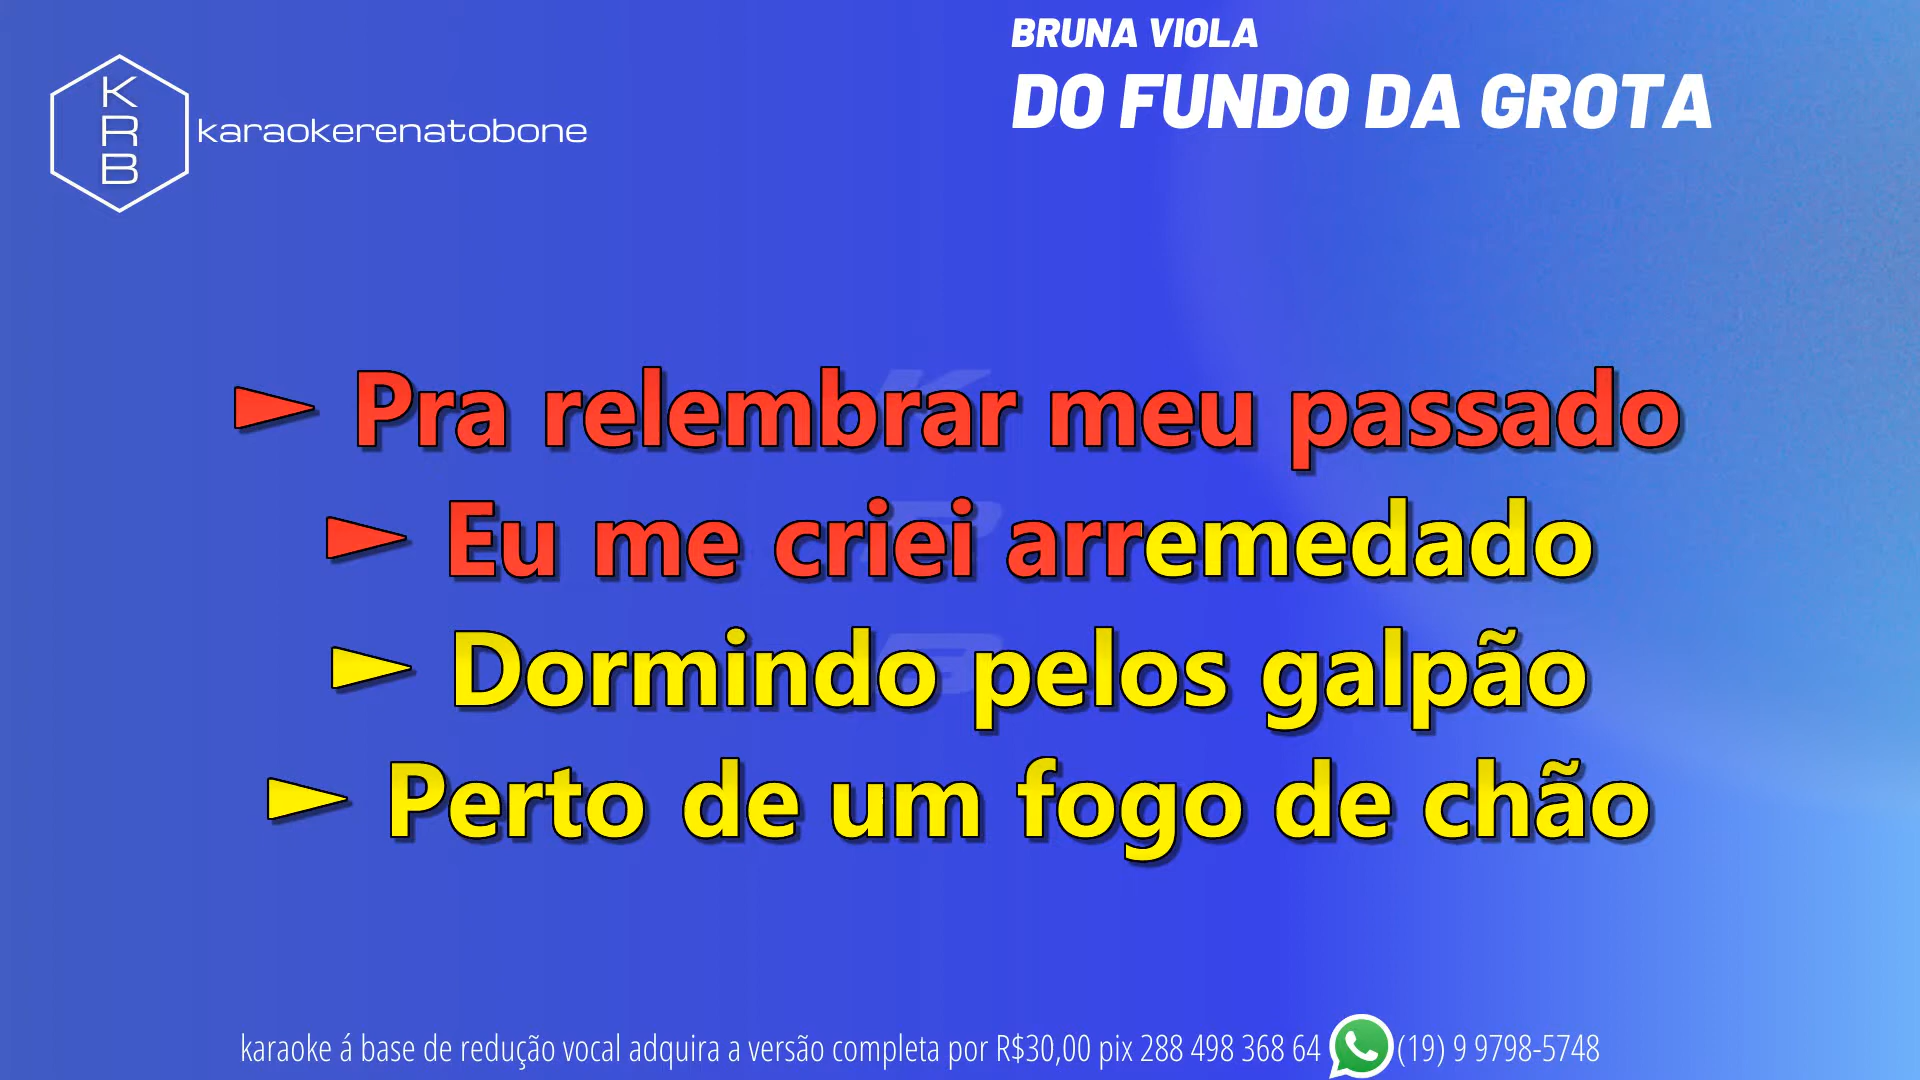 BRUNA VIOLA
DO FUNDO DA GROTA
K
R
B
karaokerenatobone
► Pra relembrar meu passado
► Eu me criei arremedado
► Dormindo pelos galpão
► Perto de um fogo de chão
karaoke á base de redução vocal adquira a versão completa por R$30,00 pix 288 498 368 64 (19) 9 9798-5748